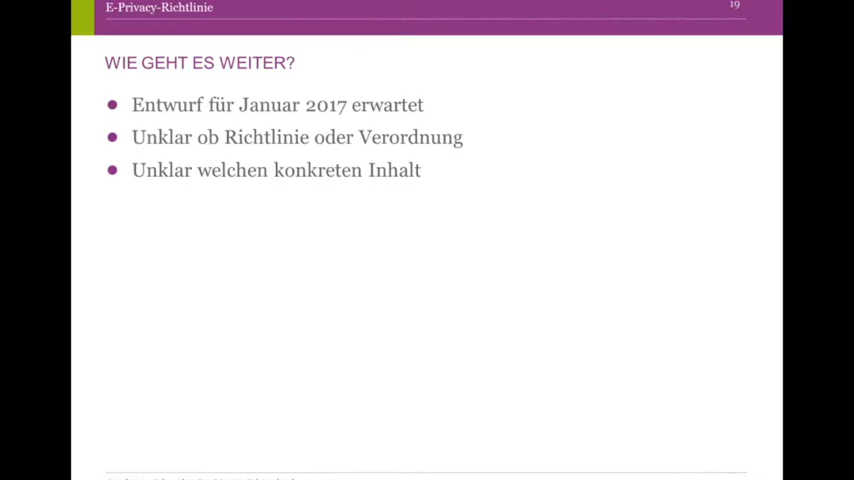 E-Privacy-Richtlinie
19
WIE GEHT ES WEITER?
Entwurf für Januar 2017 erwartet
Unklar ob Richtlinie oder Verordnung
Unklar welchen konkreten Inhalt